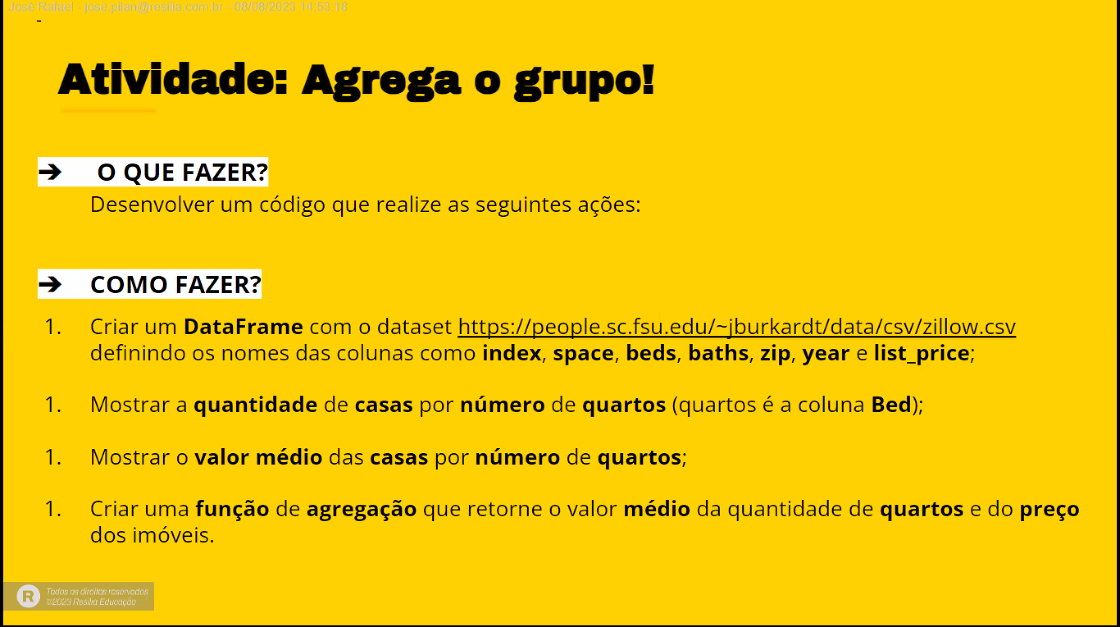 José Rafael - jose.pilan@resilia.com.br - 08/08/2023 14:53:18
-
Atividade: Agrega o grupo!
➔ O QUE FAZER?
Desenvolver um código que realize as seguintes ações:
➔ COMO FAZER?
1. Criar um DataFrame com o dataset https://people.sc.fsu.edu/~jburkardt/data/csv/zillow.csv
definindo os nomes das colunas como index, space, beds, baths, zip, year e list_price;
1. Mostrar a quantidade de casas por número de quartos (quartos é a coluna Bed);
1. Mostrar o valor médio das casas por número de quartos;
1. Criar uma função de agregação que retorne o valor médio da quantidade de quartos e do preço
dos imóveis.
R
Todos os direitos reservados
©2023 Resilia Educação